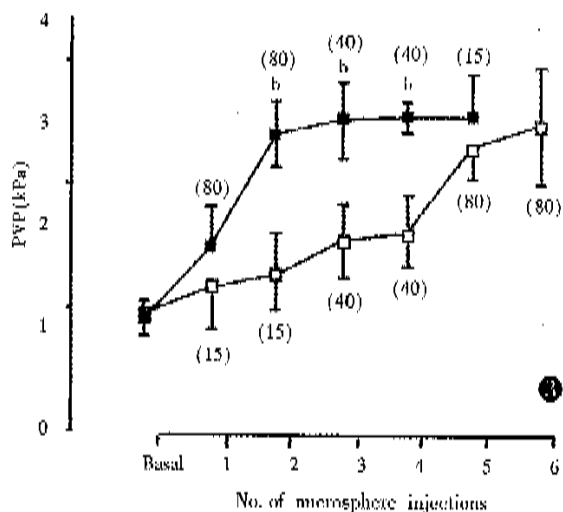 4
(80) (40) (40) (15)
b b b
3
(80)
PVP(kPa)
2
(80)
(80)
(40) (40)
1
(15) (15)
0
Basal 1 2 3 4 5 6
No. of microsphere injections